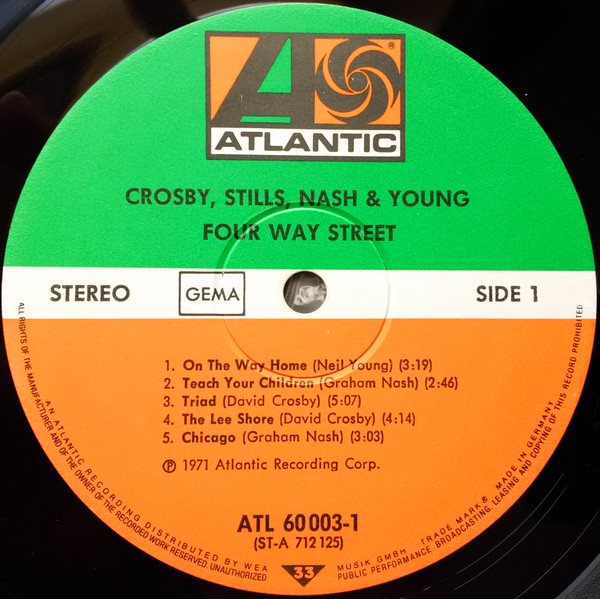 ®
ATLANTIC
CROSBY, STILLS, NASH & YOUNG
FOUR WAY STREET
STEREO
GEMA
SIDE 1
1. On The Way Home (Neil Young) (3:19)
2. Teach Your Children (Graham Nash) (2:46)
3. Triad (David Crosby) (5:07)
4. The Lee Shore (David Crosby) (4:14)
5. Chicago (Graham Nash) (3:03)
℗ 1971 Atlantic Recording Corp.
ATL 60 003-1
(ST-A 712 125)
33
AN ATLANTIC RECORDING DISTRIBUTED BY WEA MUSIK GMBH TRADE MARK® MADE IN GERMANY
ALL RIGHTS OF THE MANUFACTURER AND OF THE OWNER OF THE RECORDED WORK RESERVED. UNAUTHORIZED PUBLIC PERFORMANCE BROADCASTING, LEASING AND COPYING OF THIS RECORD PROHIBITED